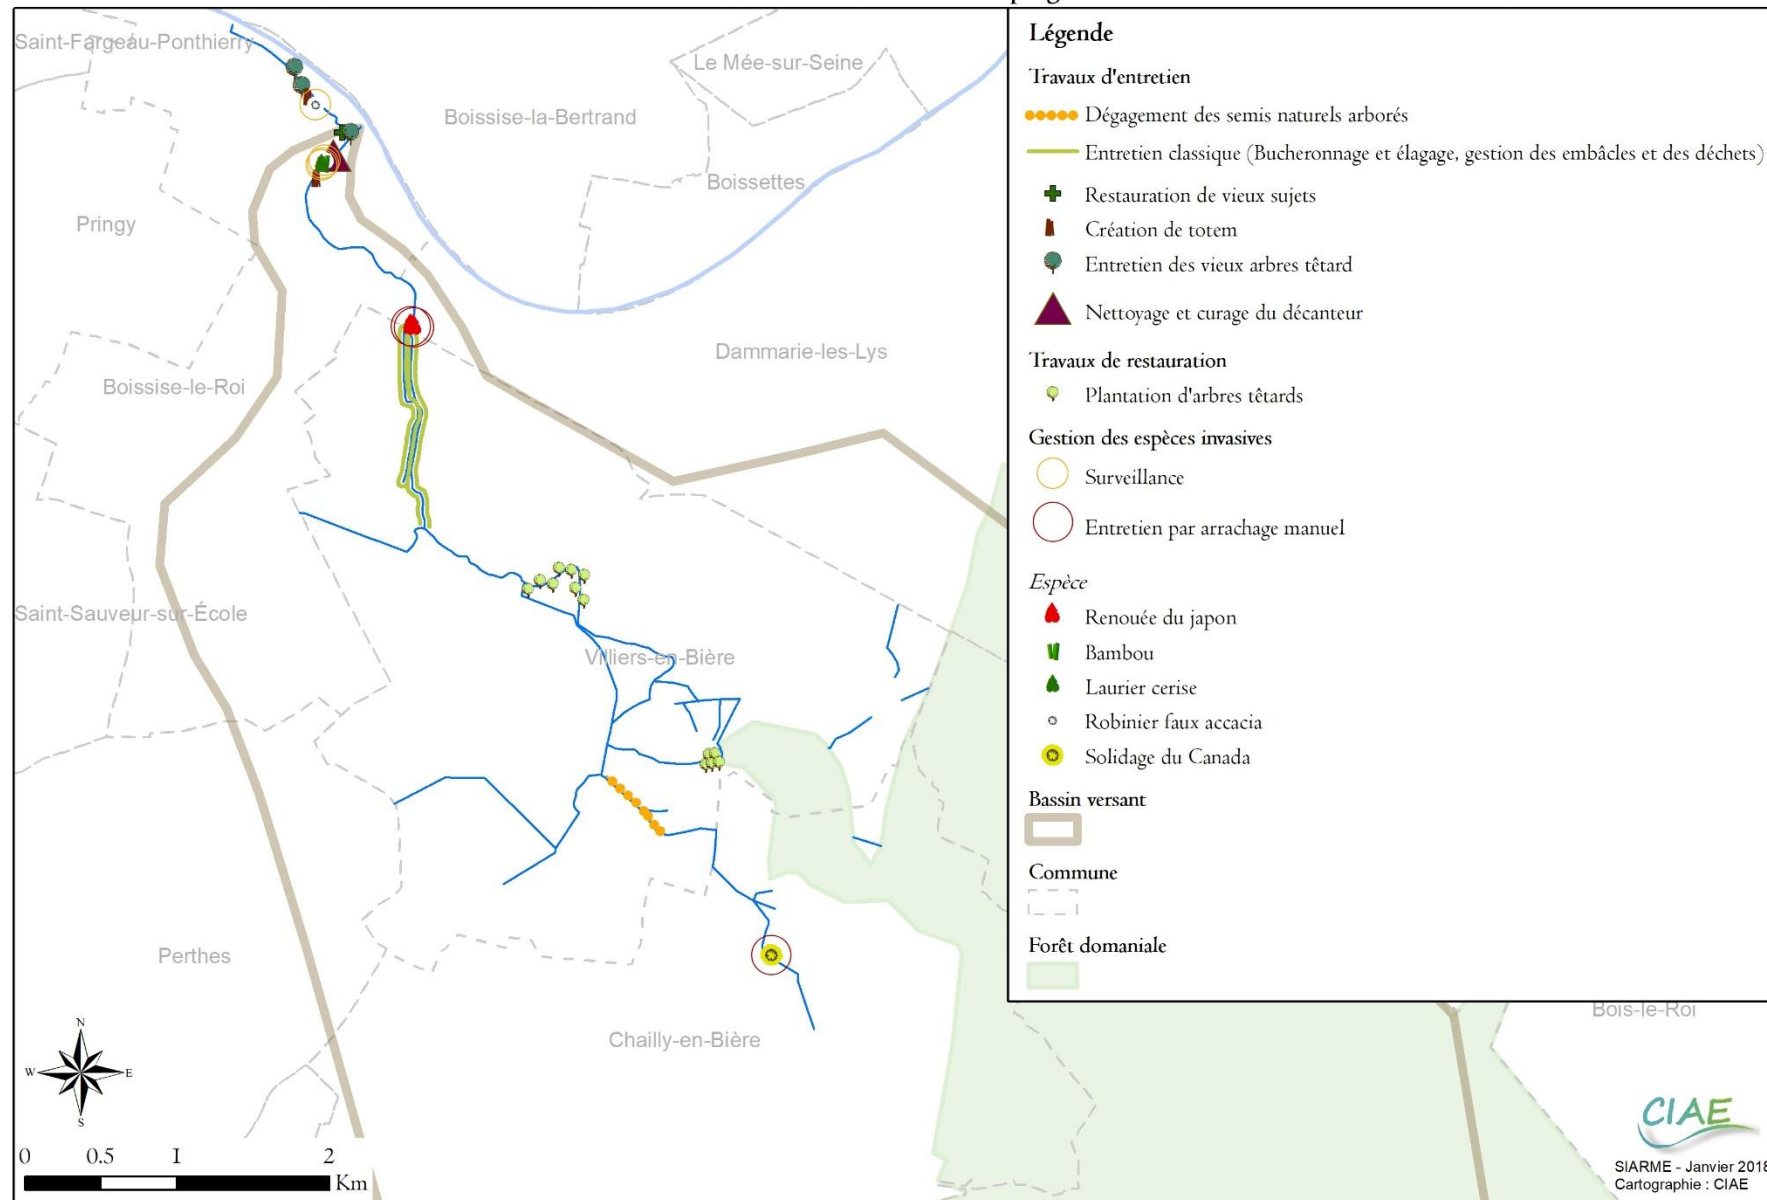 Saint-Fargeau-Ponthierry
Le Mée-sur-Seine
Boissise-la-Bertrand
Boissettes
Pringy
Dammarie-les-Lys
Boissise-le-Roi
Saint-Sauveur-sur-École
Villiers-en-Bière
Perthes
Chailly-en-Bière
Bois-le-Roi
N
W
E
S
0 0.5 1 2
Km
Légende
Travaux d'entretien
Dégagement des semis naturels arborés
Entretien classique (Bucheronnage et élagage, gestion des embâcles et des déchets)
Restauration de vieux sujets
Création de totem
Entretien des vieux arbres têtard
Nettoyage et curage du décanteur
Travaux de restauration
Plantation d'arbres têtards
Gestion des espèces invasives
Surveillance
Entretien par arrachage manuel
Espèce
Renouée du japon
Bambou
Laurier cerise
Robinier faux accacia
Solidage du Canada
Bassin versant
Commune
Forêt domaniale
CIAE
SIARME - Janvier 2018
Cartographie : CIAE